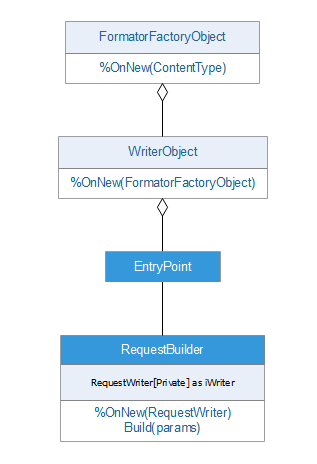 FormatorFactoryObject
%OnNew(ContentType)
WriterObject
%OnNew(FormatorFactoryObject)
EntryPoint
RequestBuilder
RequestWriter[Private] as iWriter
%OnNew(RequestWriter)
Build(params)